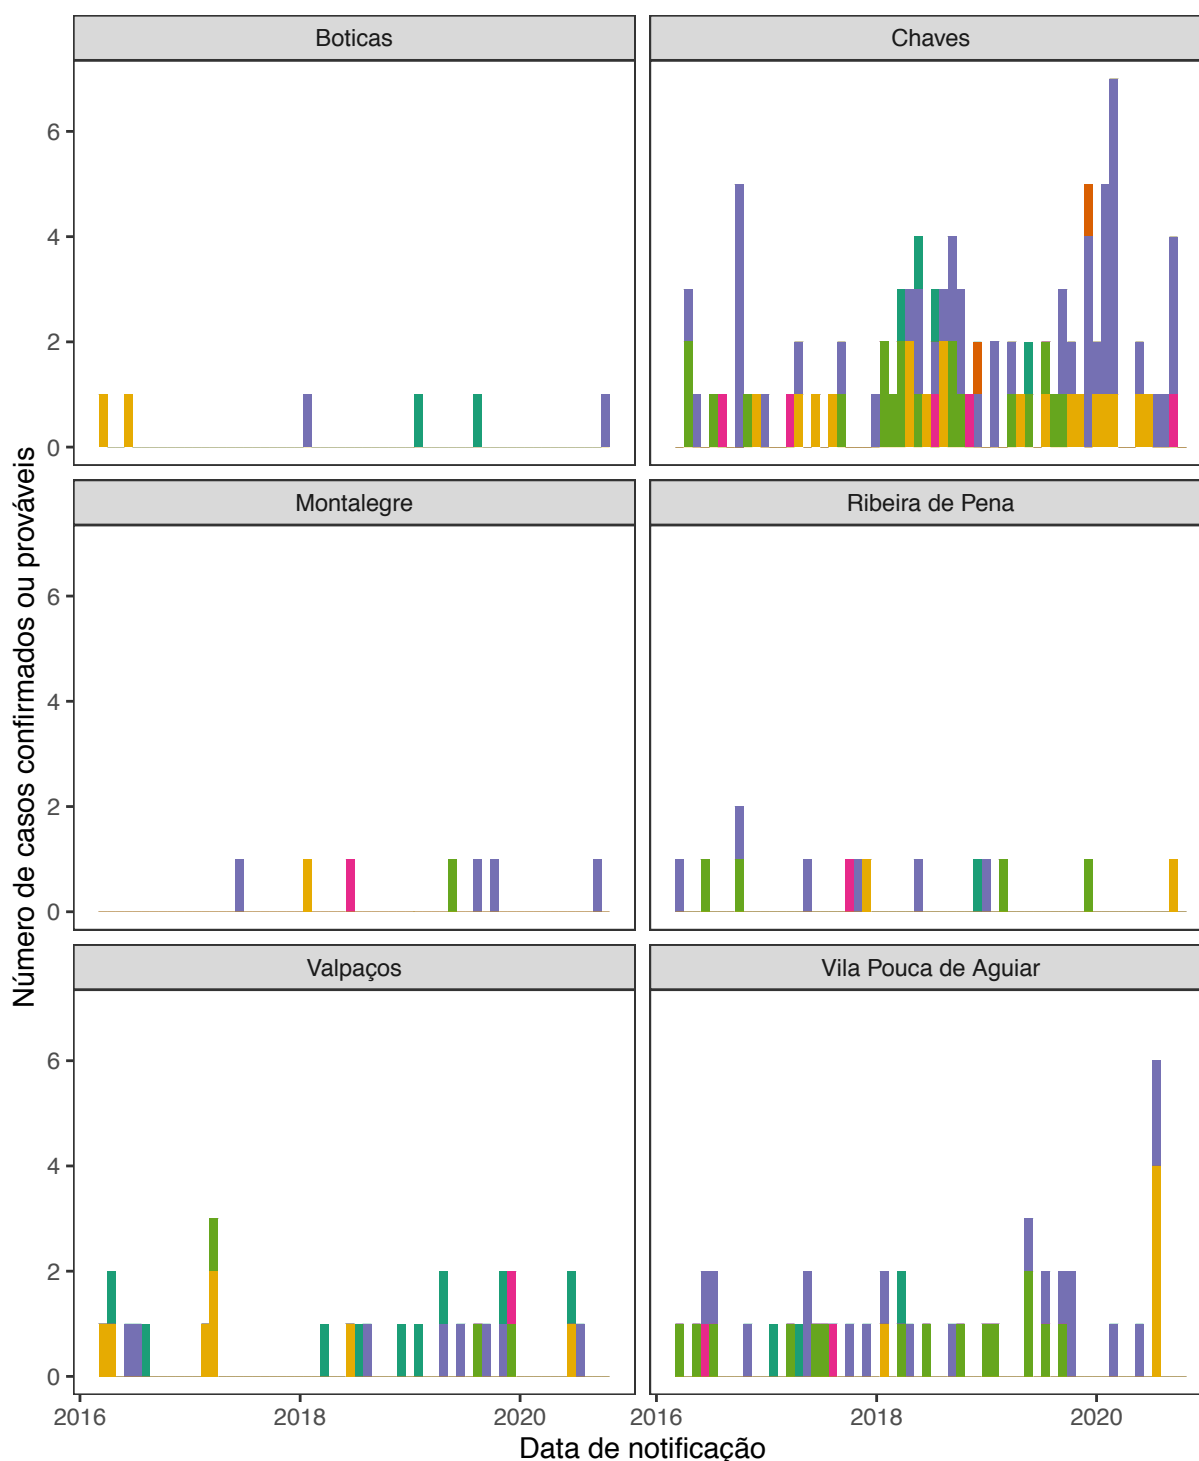 Boticas
Chaves
6
4
2
0
Montalegre
Ribeira de Pena
6
4
2
0
Número de casos confirmados ou prováveis
Valpaços
Vila Pouca de Aguiar
6
4
2
0
2016
2018
2020
2016
2018
2020
Data de notificação